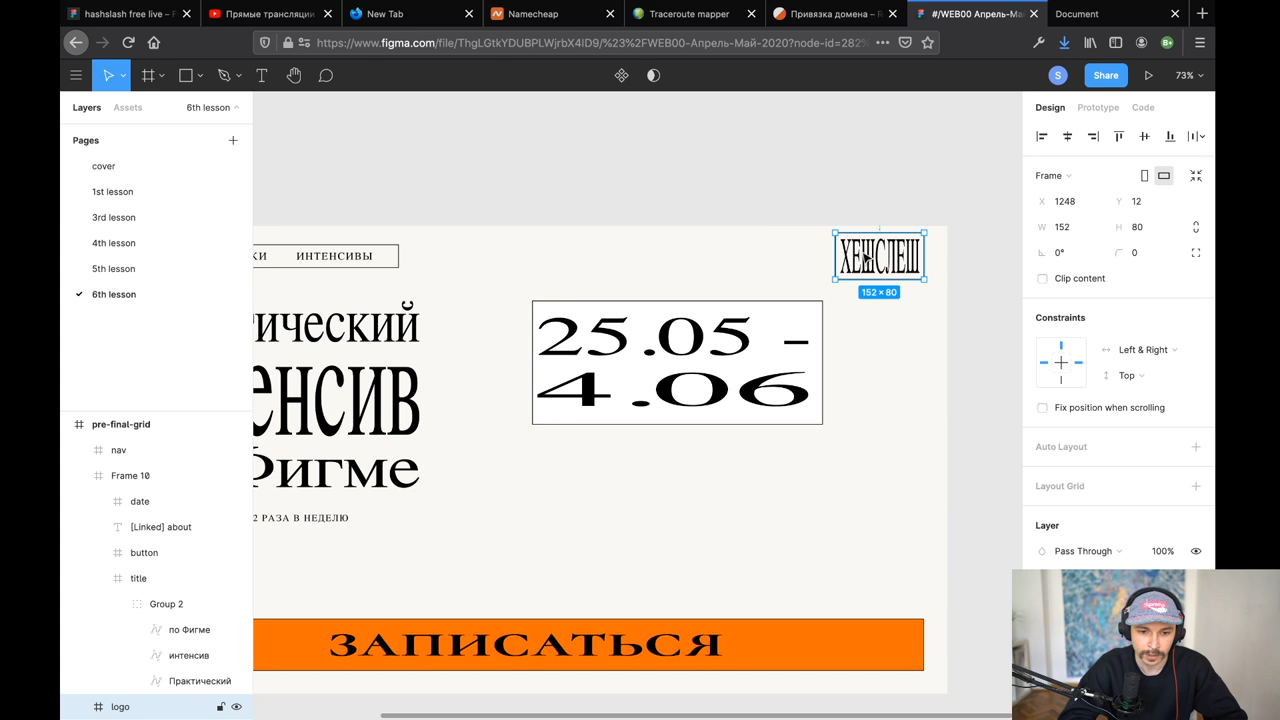 hashslash free live – F
Прямые трансляции
New Tab
Namecheap
Traceroute mapper
Привязка домена – R
#/WEB00 Апрель-Ма
Document
https://www.figma.com/file/ThgLGtkYDUBPLWjrbX4ID9/%23%2FWEB00-Апрель-Май-2020?node-id=282%
S
Share
73%
Layers
Assets
6th lesson
Pages
cover
1st lesson
3rd lesson
4th lesson
5th lesson
6th lesson
pre-final-grid
nav
Frame 10
date
[Linked] about
button
title
Group 2
по Фигме
интенсив
Практический
logo
КИ
ИНТЕНСИВЫ
ХЕШСЛЕШ
152 × 80
тический
енсив
Фигме
2 РАЗА В НЕДЕЛЮ
25.05 –
4.06
ЗАПИСАТЬСЯ
Design
Prototype
Code
Frame
X 1248
Y 12
W 152
H 80
0°
0
Clip content
Constraints
Left & Right
Top
Fix position when scrolling
Auto Layout
Layout Grid
Layer
Pass Through
100%